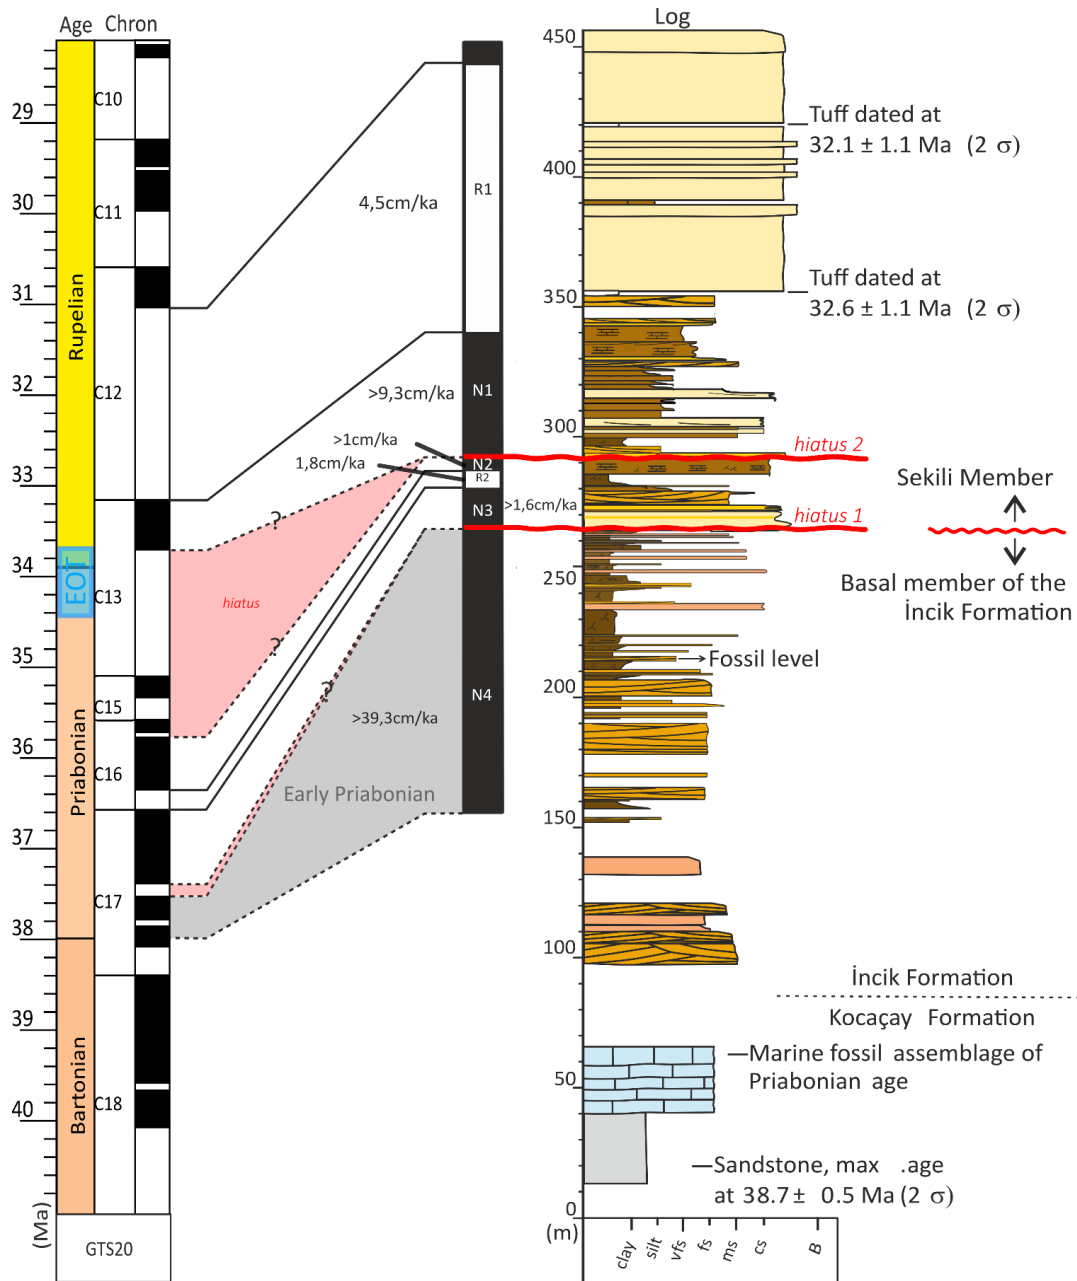 Age Chron
Log
29
30
31
32
33
34
35
36
37
38
39
40
(Ma)
Rupelian
EOT
Priabonian
Bartonian
C10
C11
C12
C13
C15
C16
C17
C18
GTS20
4,5cm/ka
>9,3cm/ka
>1cm/ka
1,8cm/ka
>1,6cm/ka
>39,3cm/ka
?
?
?
hiatus
Early Priabonian
R1
N1
N2
R2
N3
N4
450
400
350
300
250
200
150
100
50
0
(m)
clay
silt
vfs
fs
ms
cs
B
Tuff dated at
32.1 ± 1.1 Ma (2 σ)
Tuff dated at
32.6 ± 1.1 Ma (2 σ)
hiatus 2
Sekili Member
hiatus 1
Basal member of the
İncik Formation
Fossil level
İncik Formation
Kocaçay Formation
Marine fossil assemblage of
Priabonian age
Sandstone, max .age
at 38.7 ± 0.5 Ma (2 σ)